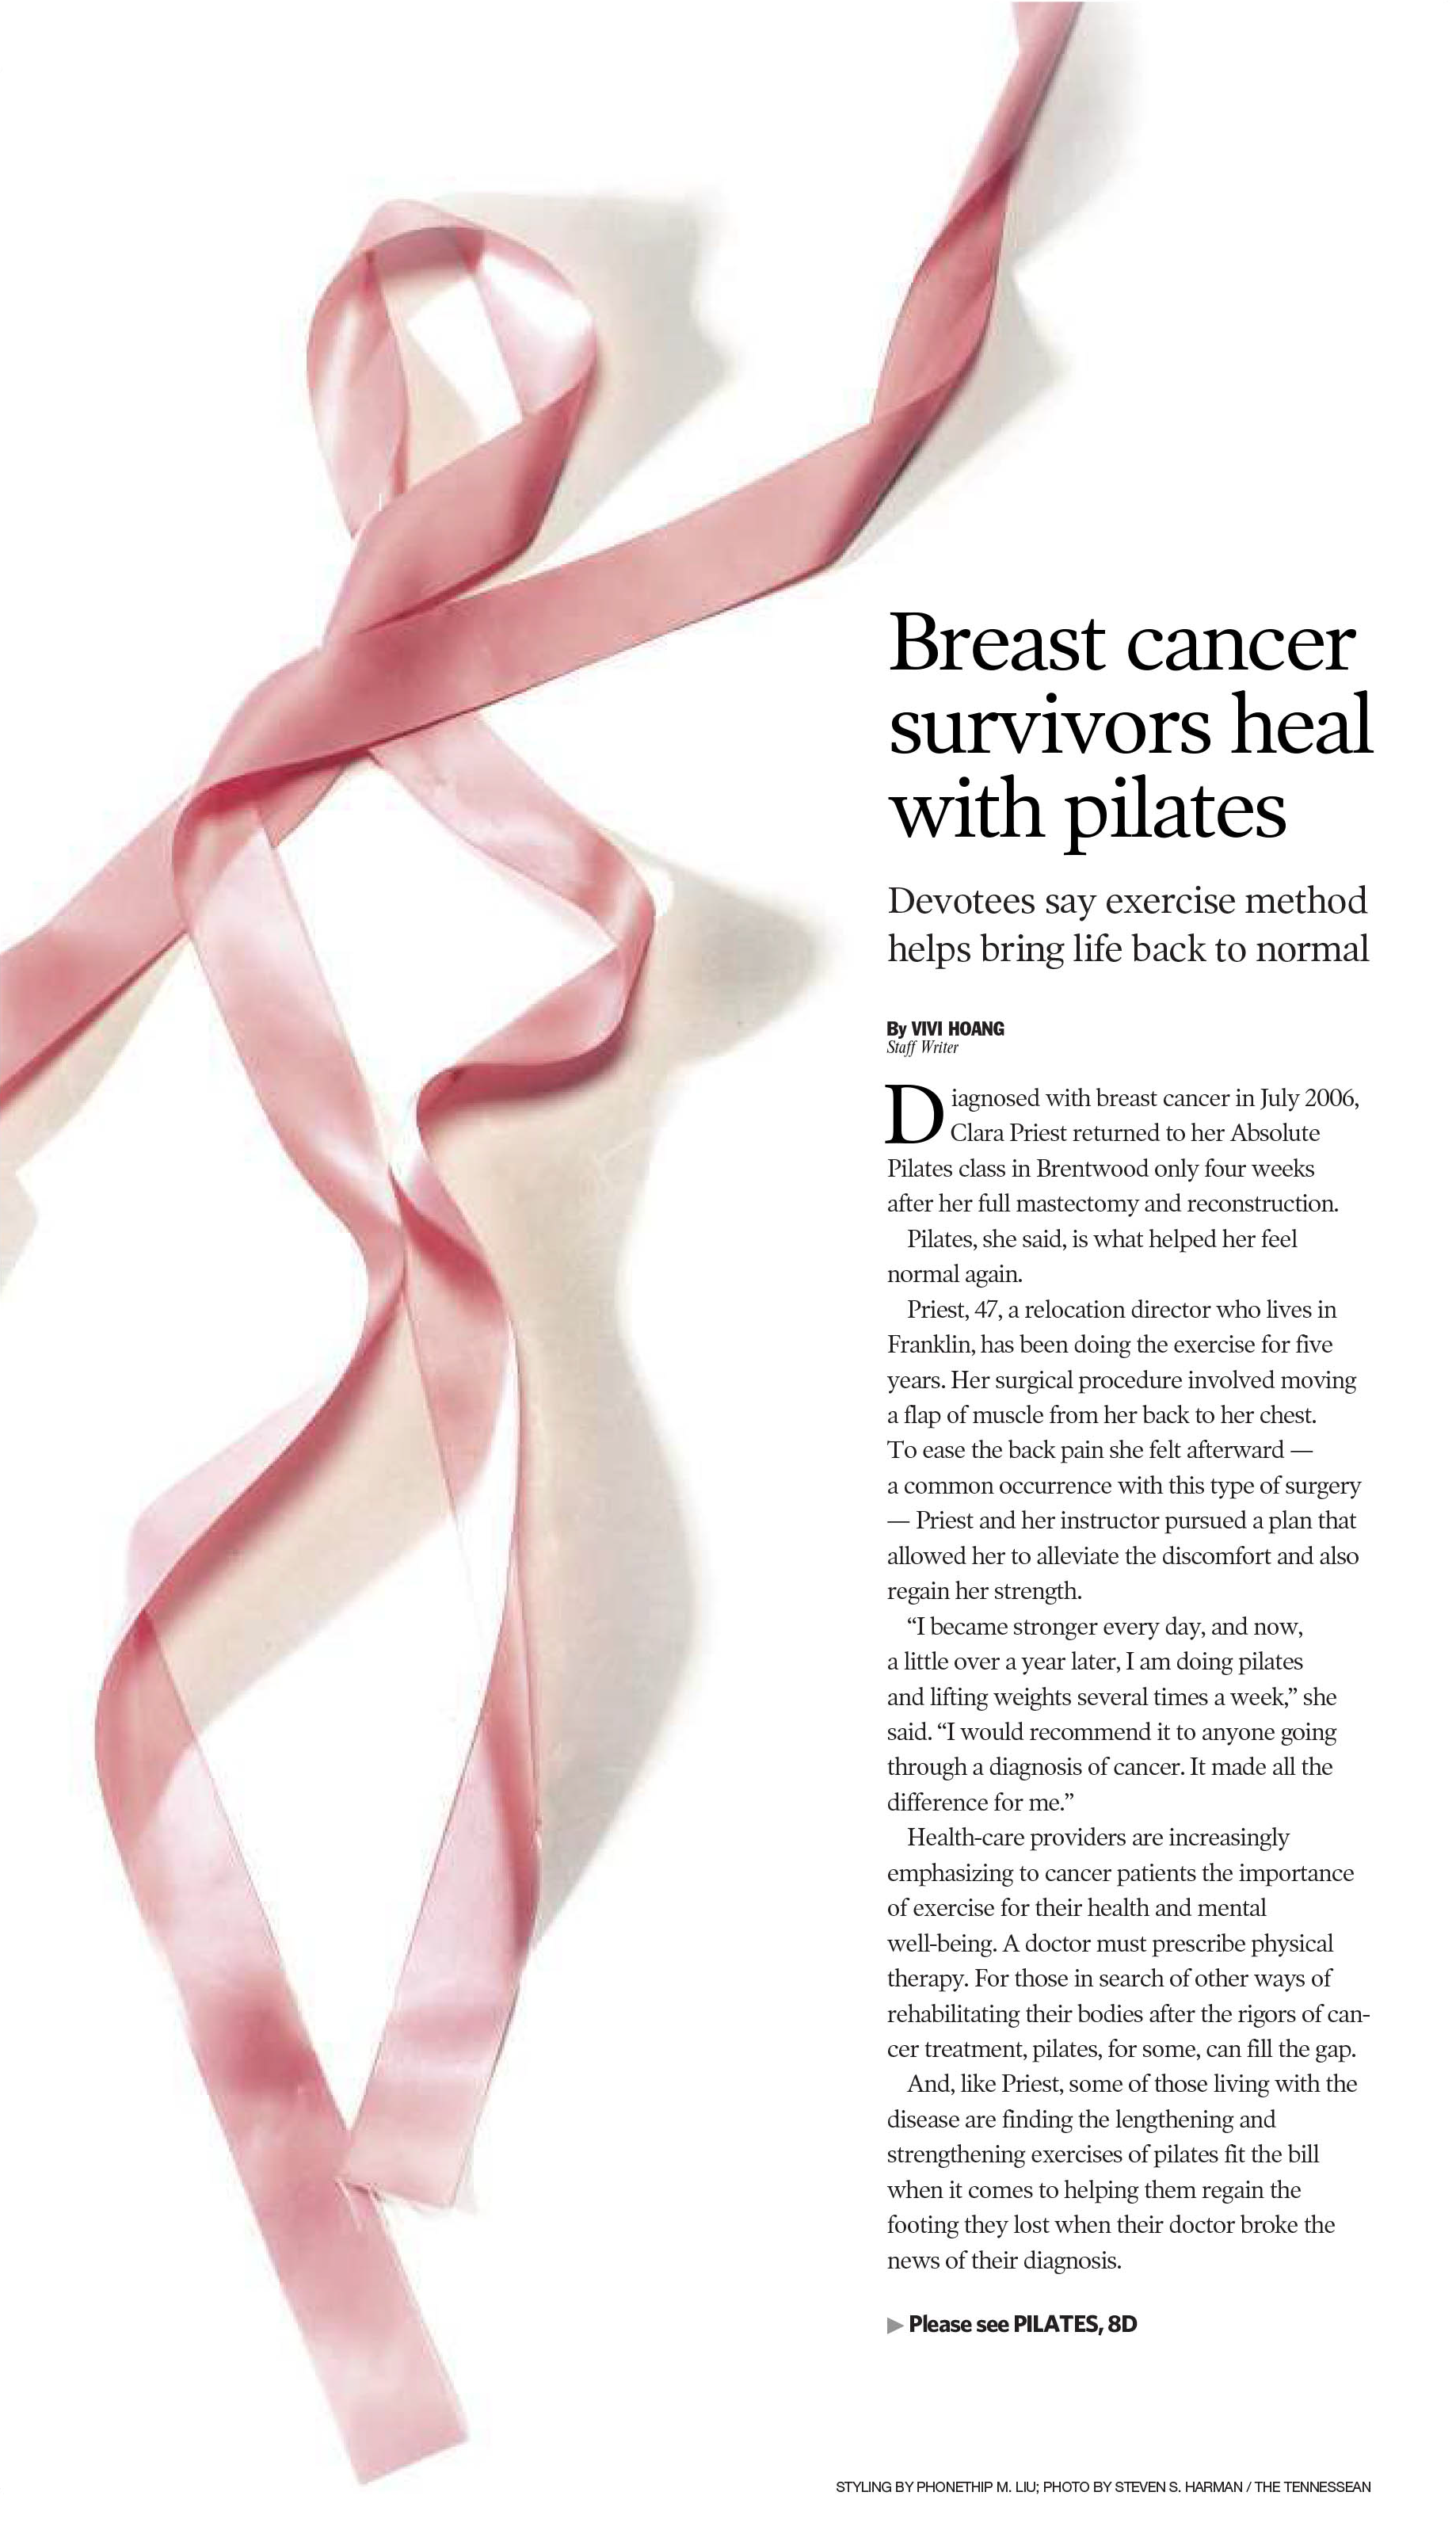 Breast cancer
survivors heal
with pilates
Devotees say exercise method
helps bring life back to normal
By VIVI HOANG
Staff Writer
Diagnosed with breast cancer in July 2006,
Clara Priest returned to her Absolute
Pilates class in Brentwood only four weeks
after her full mastectomy and reconstruction.
Pilates, she said, is what helped her feel
normal again.
Priest, 47, a relocation director who lives in
Franklin, has been doing the exercise for five
years. Her surgical procedure involved moving
a flap of muscle from her back to her chest.
To ease the back pain she felt afterward —
a common occurrence with this type of surgery
— Priest and her instructor pursued a plan that
allowed her to alleviate the discomfort and also
regain her strength.
“I became stronger every day, and now,
a little over a year later, I am doing pilates
and lifting weights several times a week,” she
said. “I would recommend it to anyone going
through a diagnosis of cancer. It made all the
difference for me.”
Health-care providers are increasingly
emphasizing to cancer patients the importance
of exercise for their health and mental
well-being. A doctor must prescribe physical
therapy. For those in search of other ways of
rehabilitating their bodies after the rigors of can-
cer treatment, pilates, for some, can fill the gap.
And, like Priest, some of those living with the
disease are finding the lengthening and
strengthening exercises of pilates fit the bill
when it comes to helping them regain the
footing they lost when their doctor broke the
news of their diagnosis.
▶ Please see PILATES, 8D
STYLING BY PHONETHIP M. LIU; PHOTO BY STEVEN S. HARMAN / THE TENNESSEAN